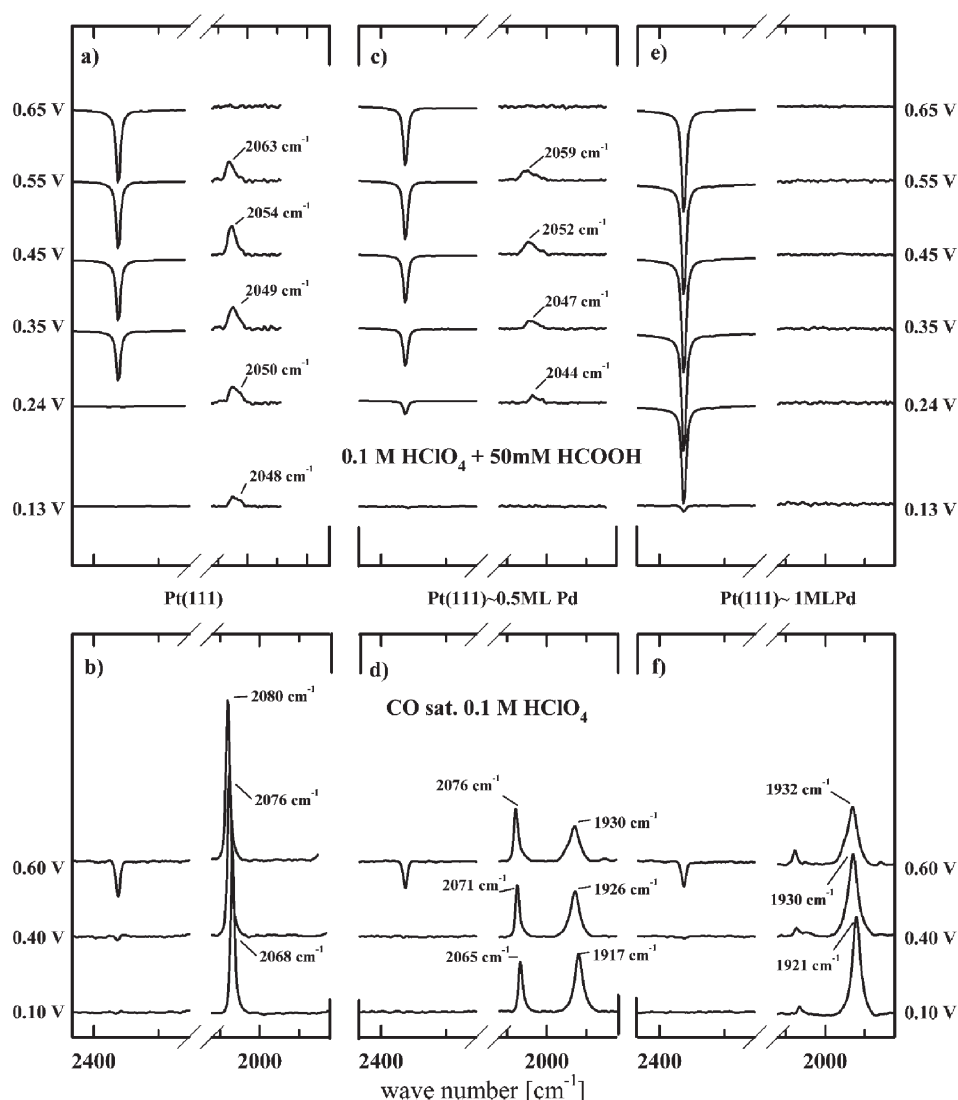 a)
c)
e)
0.65 V
0.65 V
2063 cm⁻¹
2059 cm⁻¹
0.55 V
0.55 V
2054 cm⁻¹
2052 cm⁻¹
0.45 V
0.45 V
2049 cm⁻¹
2047 cm⁻¹
0.35 V
0.35 V
2050 cm⁻¹
2044 cm⁻¹
0.24 V
0.24 V
0.1 M HClO₄ + 50mM HCOOH
2048 cm⁻¹
0.13 V
0.13 V
Pt(111)
Pt(111)~0.5ML Pd
Pt(111)~ 1MLPd
b)
d)
f)
2080 cm⁻¹
CO sat. 0.1 M HClO₄
2076 cm⁻¹
2076 cm⁻¹
1930 cm⁻¹
1932 cm⁻¹
0.60 V
0.60 V
2071 cm⁻¹
1926 cm⁻¹
1930 cm⁻¹
0.40 V
0.40 V
2068 cm⁻¹
2065 cm⁻¹
1917 cm⁻¹
1921 cm⁻¹
0.10 V
0.10 V
2400
2000
2400
2000
2400
2000
wave number [cm⁻¹]